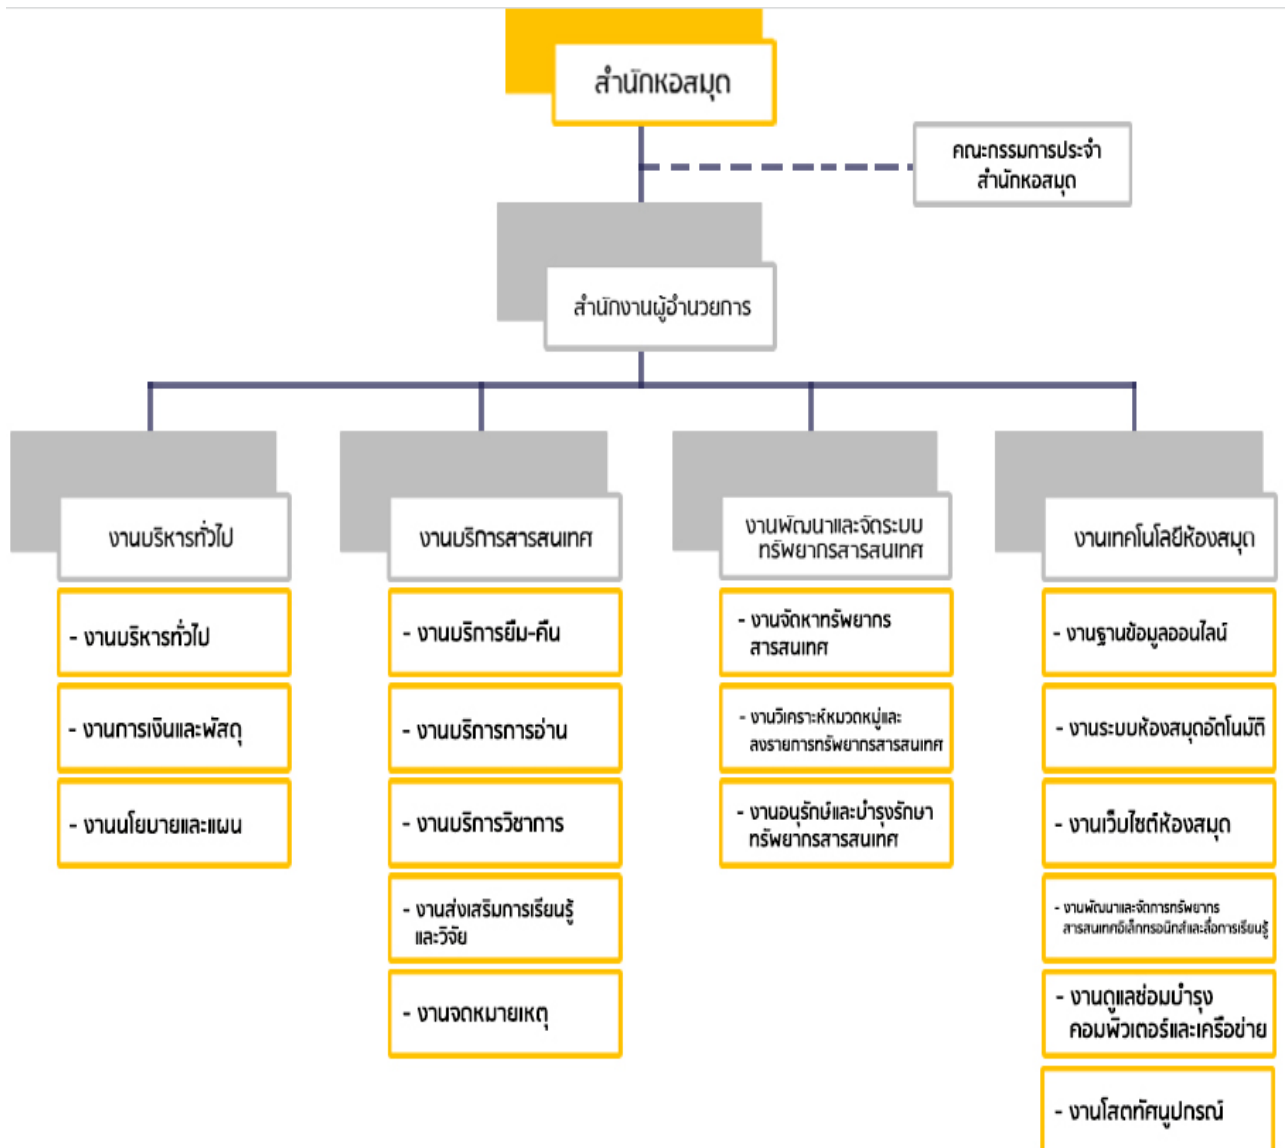 สำนักหอสมุด
คณะกรรมการประจำ
สำนักหอสมุด
สำนักงานผู้อำนวยการ
งานบริหารทั่วไป
- งานบริหารทั่วไป
- งานการเงินและพัสดุ
- งานนโยบายและแผน
งานบริการสารสนเทศ
- งานบริการยืม-คืน
- งานบริการการอ่าน
- งานบริการวิชาการ
- งานส่งเสริมการเรียนรู้
และวิจัย
- งานจดหมายเหตุ
งานพัฒนาและจัดระบบ
ทรัพยากรสารสนเทศ
- งานจัดหาทรัพยากร
สารสนเทศ
- งานวิเคราะห์หมวดหมู่และ
ลงรายการทรัพยากรสารสนเทศ
- งานอนุรักษ์และบำรุงรักษา
ทรัพยากรสารสนเทศ
งานเทคโนโลยีห้องสมุด
- งานฐานข้อมูลออนไลน์
- งานระบบห้องสมุดอัตโนมัติ
- งานเว็บไซต์ห้องสมุด
- งานพัฒนาและจัดการทรัพยากร
สารสนเทศอิเล็กทรอนิกส์และสื่อการเรียนรู้
- งานดูแลซ่อมบำรุง
คอมพิวเตอร์และเครือข่าย
- งานโสตทัศนูปกรณ์